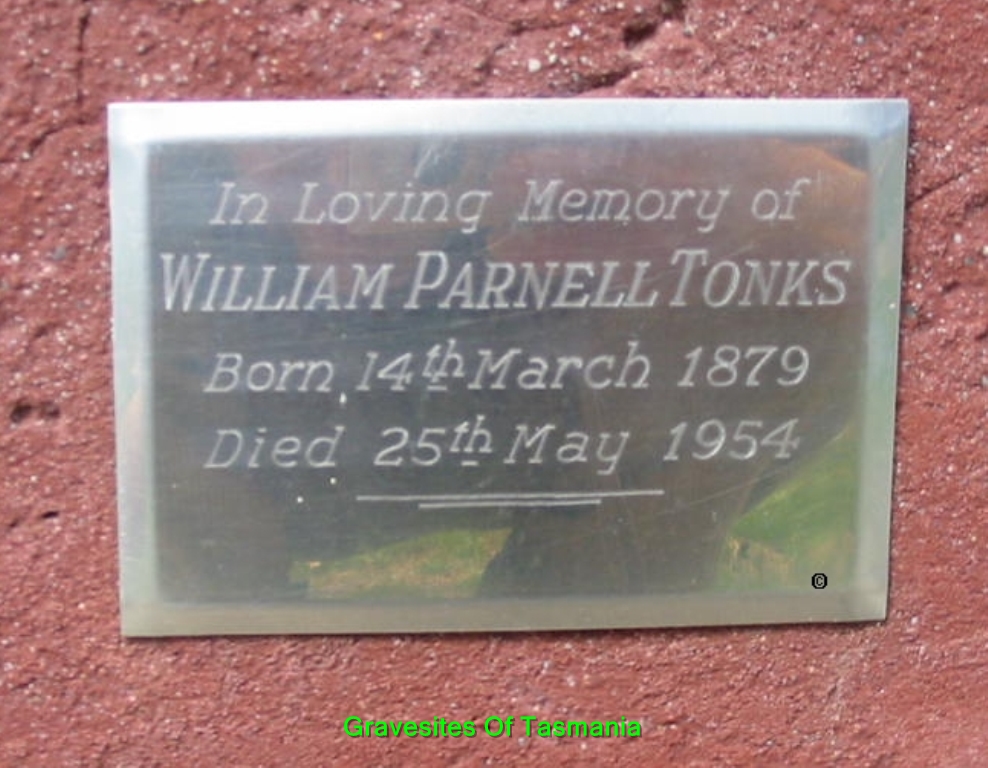 In Loving Memory of
WILLIAM PARNELL TONKS
Born 14th March 1879
Died 25th May 1954
©
Gravesites Of Tasmania